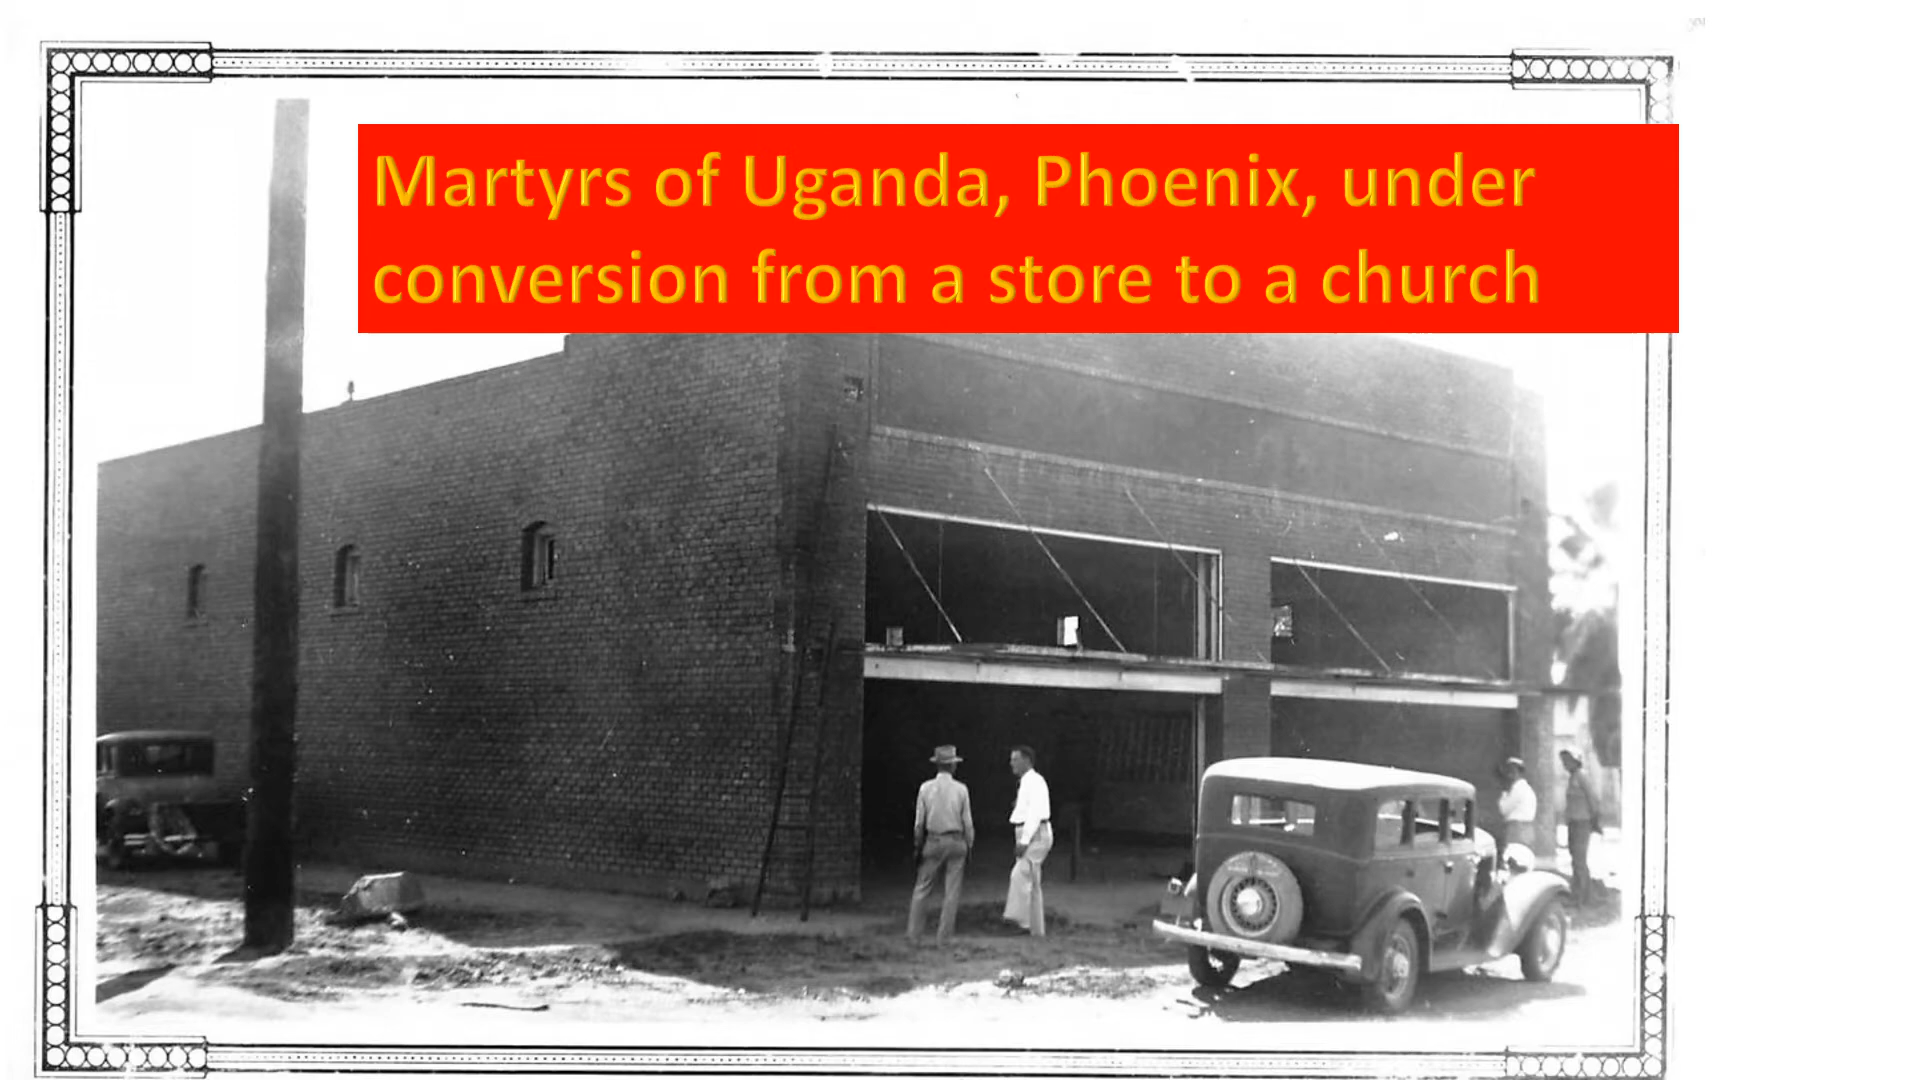 Martyrs of Uganda, Phoenix, under
conversion from a store to a church